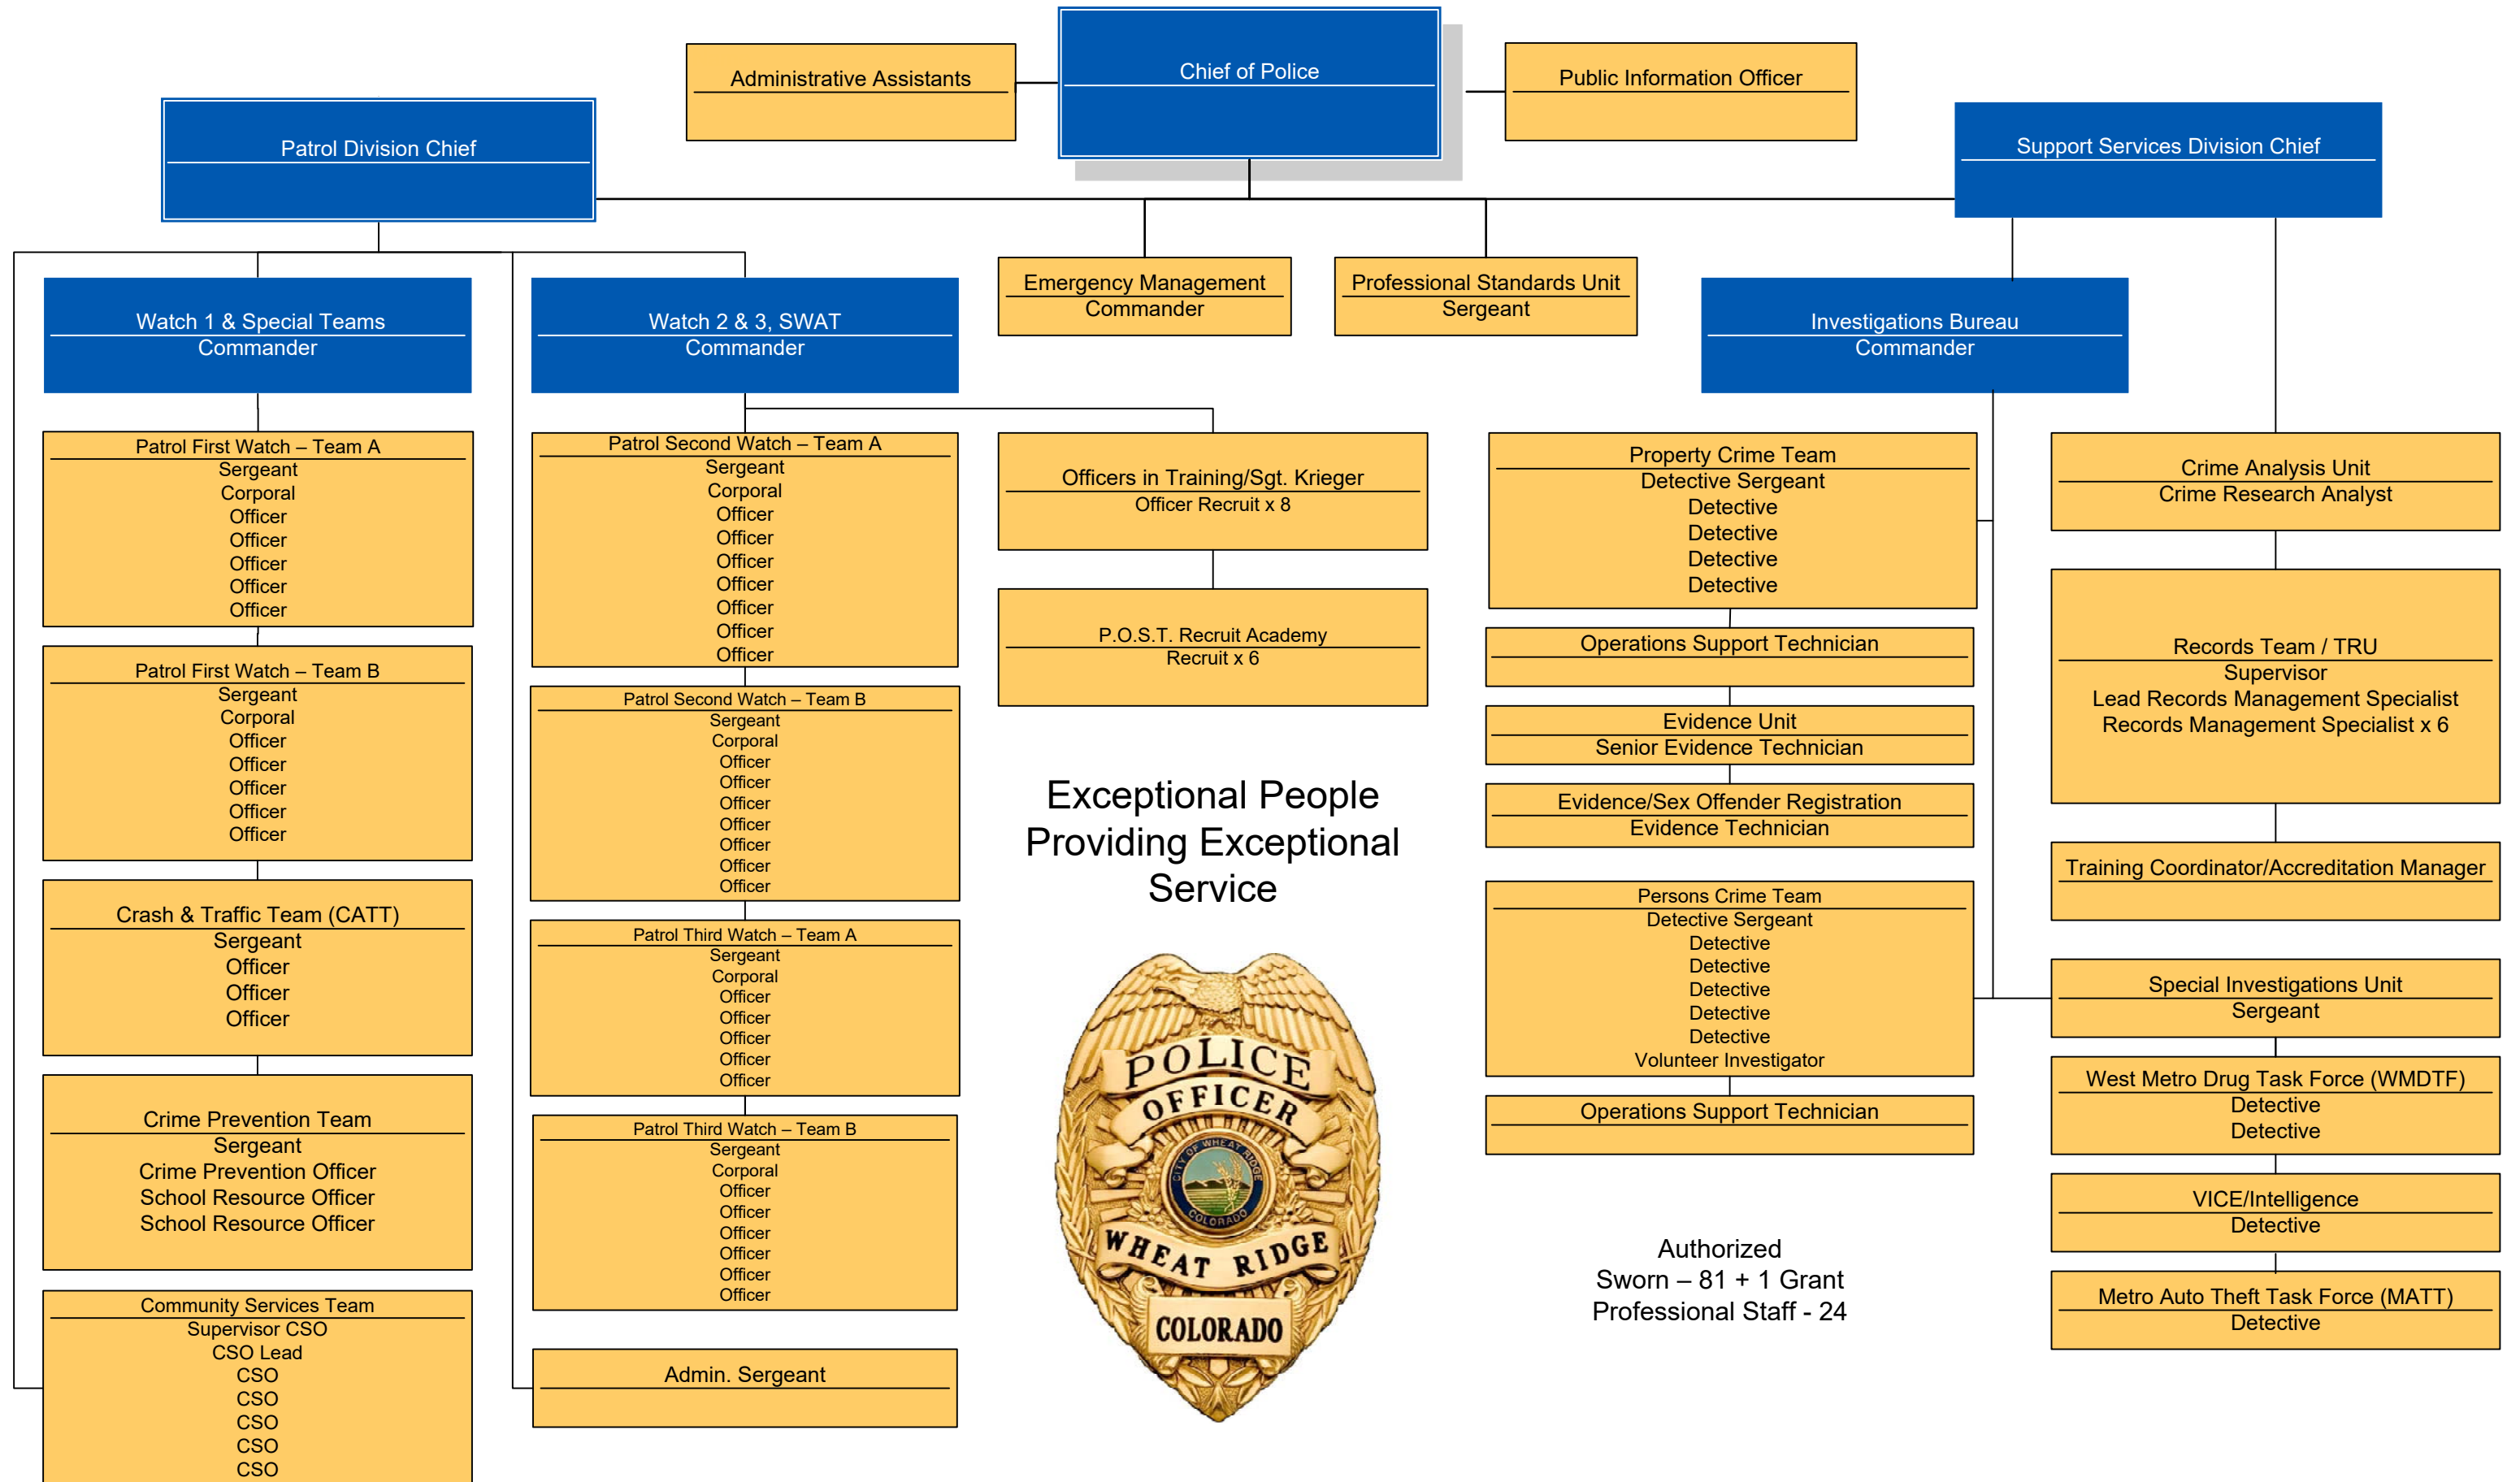 Chief of Police
Administrative Assistants
Public Information Officer
Patrol Division Chief
Support Services Division Chief
Emergency Management
Commander
Professional Standards Unit
Sergeant
Watch 1 & Special Teams
Commander
Watch 2 & 3, SWAT
Commander
Investigations Bureau
Commander
Patrol First Watch – Team A
Sergeant
Corporal
Officer
Officer
Officer
Officer
Officer
Patrol First Watch – Team B
Sergeant
Corporal
Officer
Officer
Officer
Officer
Officer
Crash & Traffic Team (CATT)
Sergeant
Officer
Officer
Officer
Crime Prevention Team
Sergeant
Crime Prevention Officer
School Resource Officer
School Resource Officer
Community Services Team
Supervisor CSO
CSO Lead
CSO
CSO
CSO
CSO
CSO
Patrol Second Watch – Team A
Sergeant
Corporal
Officer
Officer
Officer
Officer
Officer
Officer
Officer
Patrol Second Watch – Team B
Sergeant
Corporal
Officer
Officer
Officer
Officer
Officer
Officer
Officer
Patrol Third Watch – Team A
Sergeant
Corporal
Officer
Officer
Officer
Officer
Officer
Patrol Third Watch – Team B
Sergeant
Corporal
Officer
Officer
Officer
Officer
Officer
Officer
Admin. Sergeant
Officers in Training/Sgt. Krieger
Officer Recruit x 8
P.O.S.T. Recruit Academy
Recruit x 6
Exceptional People
Providing Exceptional
Service
POLICE
OFFICER
CITY OF WHEAT RIDGE
COLORADO
WHEAT RIDGE
COLORADO
Property Crime Team
Detective Sergeant
Detective
Detective
Detective
Detective
Operations Support Technician
Evidence Unit
Senior Evidence Technician
Evidence/Sex Offender Registration
Evidence Technician
Persons Crime Team
Detective Sergeant
Detective
Detective
Detective
Detective
Detective
Volunteer Investigator
Operations Support Technician
Authorized
Sworn – 81 + 1 Grant
Professional Staff - 24
Crime Analysis Unit
Crime Research Analyst
Records Team / TRU
Supervisor
Lead Records Management Specialist
Records Management Specialist x 6
Training Coordinator/Accreditation Manager
Special Investigations Unit
Sergeant
West Metro Drug Task Force (WMDTF)
Detective
Detective
VICE/Intelligence
Detective
Metro Auto Theft Task Force (MATT)
Detective